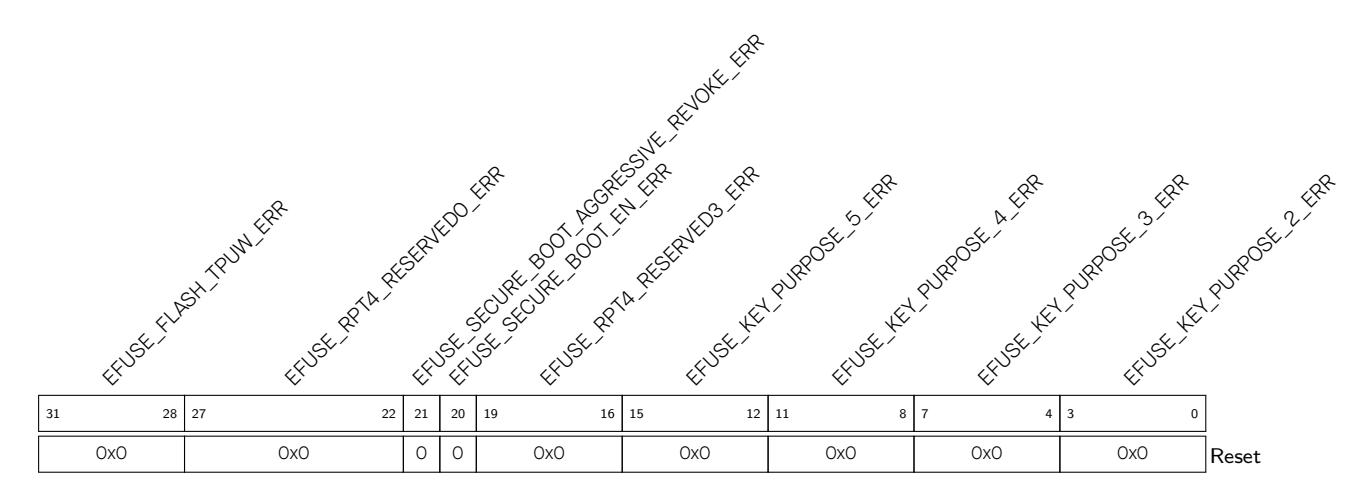 EFUSE_FLASH_TPUW_ERR
EFUSE_RPT4_RESERVED0_ERR
EFUSE_SECURE_BOOT_AGGRESSIVE_REVOKE_ERR
EFUSE_SECURE_BOOT_EN_ERR
EFUSE_RPT4_RESERVED3_ERR
EFUSE_KEY_PURPOSE_5_ERR
EFUSE_KEY_PURPOSE_4_ERR
EFUSE_KEY_PURPOSE_3_ERR
EFUSE_KEY_PURPOSE_2_ERR
31 28 27 22 21 20 19 16 15 12 11 8 7 4 3 0
0x0 0x0 0 0 0x0 0x0 0x0 0x0 0x0 Reset